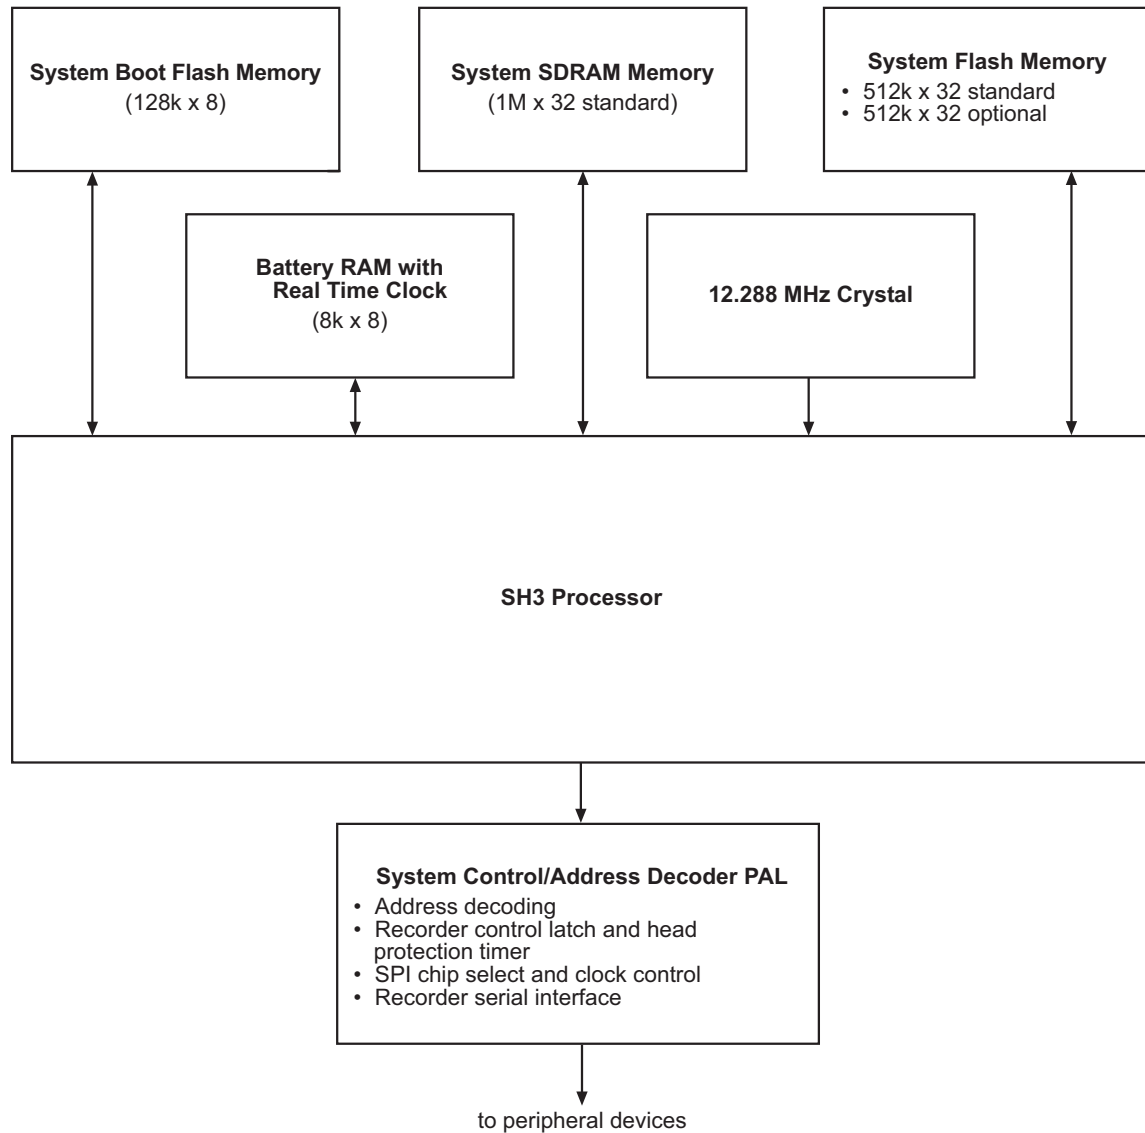 System Boot Flash Memory
(128k x 8)
System SDRAM Memory
(1M x 32 standard)
System Flash Memory
• 512k x 32 standard
• 512k x 32 optional
Battery RAM with
Real Time Clock
(8k x 8)
12.288 MHz Crystal
SH3 Processor
System Control/Address Decoder PAL
• Address decoding
• Recorder control latch and head
protection timer
• SPI chip select and clock control
• Recorder serial interface
to peripheral devices